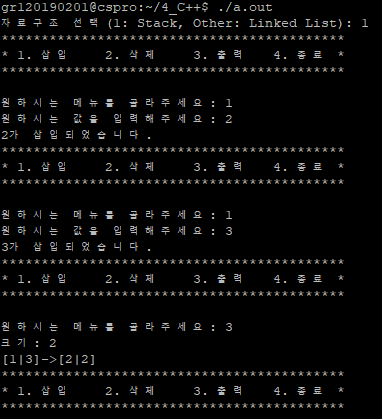 gr120190201@cspro:~/4_C++$ ./a.out
자료구조 선택 (1: Stack, Other: Linked List): 1
***************************************
* 1. 삽입    2. 삭제    3. 출력    4. 종료  *
***************************************
원하시는 메뉴를 골라주세요: 1
원하시는 값을 입력해주세요: 2
2가 삽입되었습니다.
***************************************
* 1. 삽입    2. 삭제    3. 출력    4. 종료  *
***************************************
원하시는 메뉴를 골라주세요: 1
원하시는 값을 입력해주세요: 3
3가 삽입되었습니다.
***************************************
* 1. 삽입    2. 삭제    3. 출력    4. 종료  *
***************************************
원하시는 메뉴를 골라주세요: 3
크기: 2
[1|3]->[2|2]
***************************************
* 1. 삽입    2. 삭제    3. 출력    4. 종료  *
***************************************